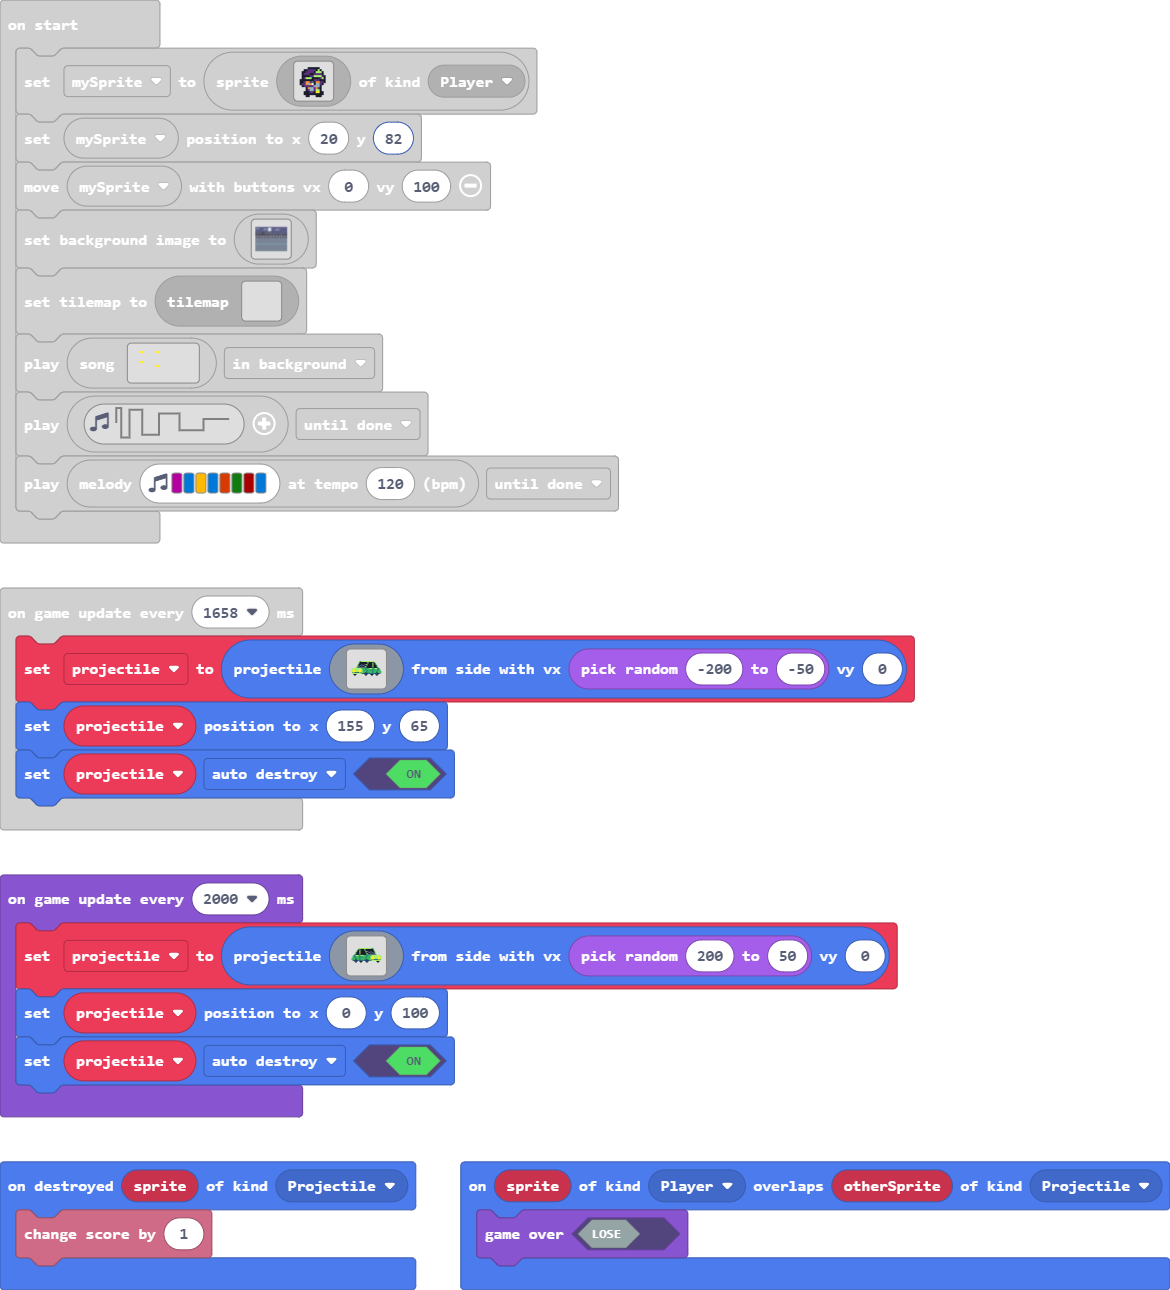 on start
set mySprite to sprite of kind Player
set mySprite position to x 20 y 82
move mySprite with buttons vx 0 vy 100
set background image to
set tilemap to tilemap
play song in background
play until done
play melody at tempo 120 (bpm) until done
on game update every 1658 ms
set projectile to projectile from side with vx pick random -200 to -50 vy 0
set projectile position to x 155 y 65
set projectile auto destroy ON
on game update every 2000 ms
set projectile to projectile from side with vx pick random 200 to 50 vy 0
set projectile position to x 0 y 100
set projectile auto destroy ON
on destroyed sprite of kind Projectile
change score by 1
on sprite of kind Player overlaps otherSprite of kind Projectile
game over LOSE